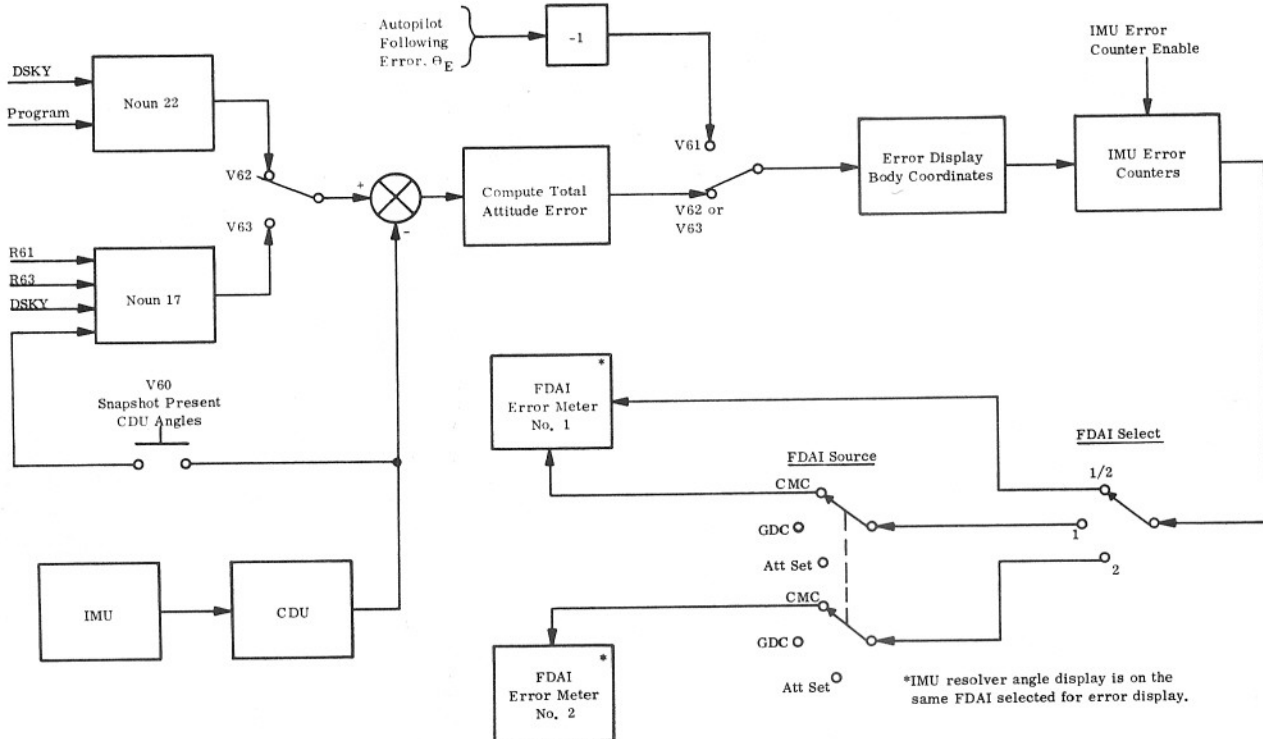 DSKY
Program
Noun 22
Autopilot
Following
Error. θE
-1
IMU Error
Counter Enable
V61
V62
V63
+
-
Compute Total
Attitude Error
V62 or
V63
Error Display
Body Coordinates
IMU Error
Counters
R61
R63
DSKY
Noun 17
V60
Snapshot Present
CDU Angles
IMU
CDU
*
FDAI
Error Meter
No. 1
FDAI Source
FDAI Select
CMC
GDC
Att Set
1/2
1
2
CMC
GDC
Att Set
*
FDAI
Error Meter
No. 2
*IMU resolver angle display is on the
same FDAI selected for error display.